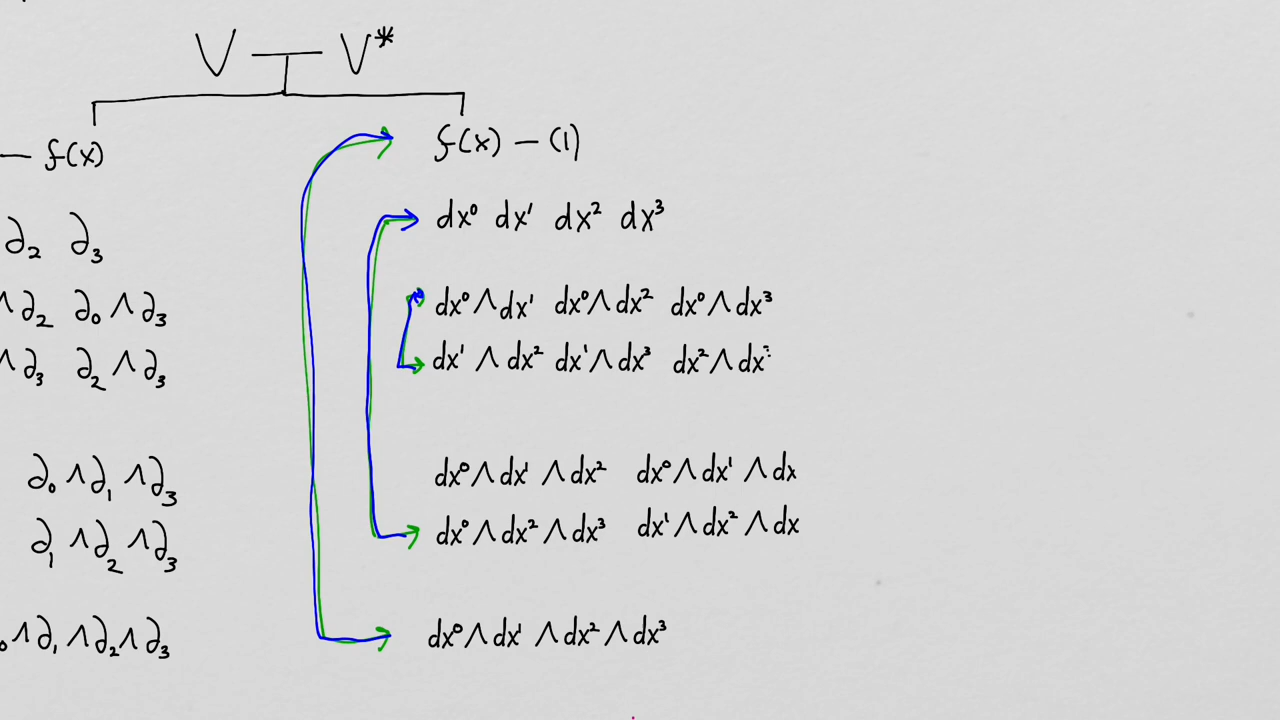 V — V*
— f(x) f(x) — (1)
∂₂ ∂₃ dx⁰ dx¹ dx² dx³
∧∂₂ ∂₀∧∂₃ dx⁰∧dx¹ dx⁰∧dx² dx⁰∧dx³
∧∂₃ ∂₂∧∂₃ dx¹∧dx² dx¹∧dx³ dx²∧dx
∂₀∧∂₁∧∂₃ dx⁰∧dx¹∧dx² dx⁰∧dx¹∧dx
∂₁∧∂₂∧∂₃ dx⁰∧dx²∧dx³ dx¹∧dx²∧dx
₀∧∂₁∧∂₂∧∂₃ dx⁰∧dx¹∧dx²∧dx³